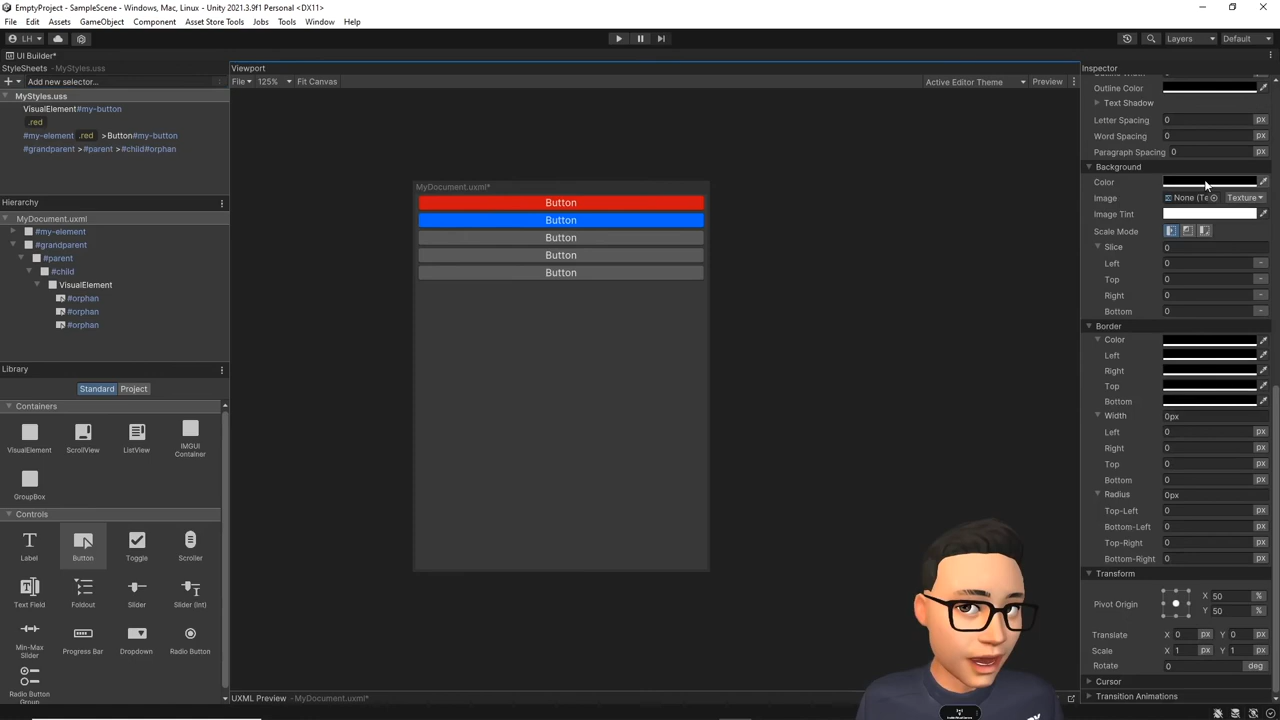 EmptyProject - SampleScene - Windows, Mac, Linux - Unity 2021.3.9f1 Personal <DX11>
File Edit Assets GameObject Component Asset Store Tools Jobs Tools Window Help
LH Layers Default
UI Builder*
StyleSheets - MyStyles.uss
Add new selector...
MyStyles.uss
VisualElement#my-button
.red
#my-element .red >Button#my-button
#grandparent >#parent >#child#orphan
Hierarchy
MyDocument.uxml*
#my-element
#grandparent
#parent
#child
VisualElement
#orphan
#orphan
#orphan
Library
Standard Project
Containers
VisualElement ScrollView ListView IMGUI Container
GroupBox
Controls
Label Button Toggle Scroller
Text Field Foldout Slider Slider (Int)
Min-Max Slider Progress Bar Dropdown Radio Button
Radio Button Group
Viewport
File 125% Fit Canvas Active Editor Theme Preview
MyDocument.uxml*
Button
Button
Button
Button
Button
UXML Preview - MyDocument.uxml*
Inspector
Outline Color
Text Shadow
Letter Spacing 0 px
Word Spacing 0 px
Paragraph Spacing 0 px
Background
Color
Image None (Te Texture
Image Tint
Scale Mode
Slice 0
Left 0 -
Top 0 -
Right 0 -
Bottom 0 -
Border
Color
Left
Right
Top
Bottom
Width 0px
Left 0 px
Right 0 px
Top 0 px
Bottom 0 px
Radius 0px
Top-Left 0 px
Bottom-Left 0 px
Top-Right 0 px
Bottom-Right 0 px
Transform
Pivot Origin X 50 %
Y 50 %
Translate X 0 px Y 0 px
Scale X 1 px Y 1 px
Rotate 0 deg
Cursor
Transition Animations